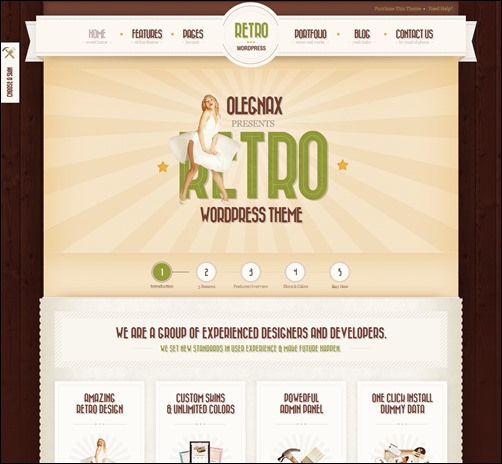 Purchase This Theme • Need Help?
HOME
FEATURES
PAGES
RETRO
WORDPRESS
PORTFOLIO
BLOG
CONTACT US
CHOOSE A SKIN
OLEGNAX
PRESENTS
RETRO
WORDPRESS THEME
1
2
3
4
5
Introduction
5 Reasons
Features Overview
Skins & Colors
Buy Now
WE ARE A GROUP OF EXPERIENCED DESIGNERS AND DEVELOPERS.
WE SET NEW STANDARDS IN USER EXPERIENCE & MAKE FUTURE HAPPEN.
AMAZING
RETRO DESIGN
CUSTOM SKINS
& UNLIMITED COLORS
POWERFUL
ADMIN PANEL
ONE CLICK INSTALL
DUMMY DATA